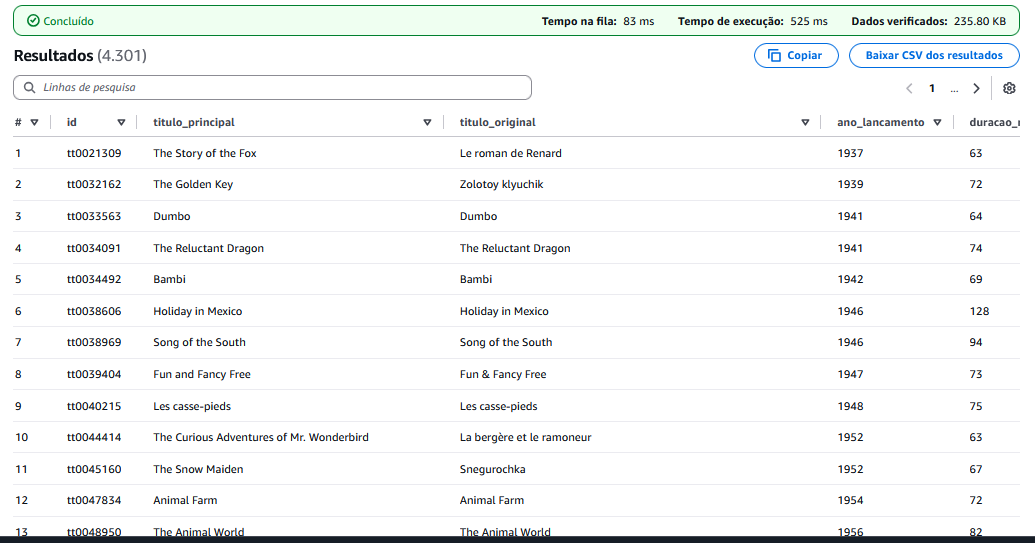 Concluído Tempo na fila: 83 ms Tempo de execução: 525 ms Dados verificados: 235.80 KB
Resultados (4.301) Copiar Baixar CSV dos resultados
Linhas de pesquisa 1 ...
# id titulo_principal titulo_original ano_lancamento duracao_
1 tt0021309 The Story of the Fox Le roman de Renard 1937 63
2 tt0032162 The Golden Key Zolotoy klyuchik 1939 72
3 tt0033563 Dumbo Dumbo 1941 64
4 tt0034091 The Reluctant Dragon The Reluctant Dragon 1941 74
5 tt0034492 Bambi Bambi 1942 69
6 tt0038606 Holiday in Mexico Holiday in Mexico 1946 128
7 tt0038969 Song of the South Song of the South 1946 94
8 tt0039404 Fun and Fancy Free Fun & Fancy Free 1947 73
9 tt0040215 Les casse-pieds Les casse-pieds 1948 75
10 tt0044414 The Curious Adventures of Mr. Wonderbird La bergère et le ramoneur 1952 63
11 tt0045160 The Snow Maiden Snegurochka 1952 67
12 tt0047834 Animal Farm Animal Farm 1954 72
13 tt0048950 The Animal World The Animal World 1956 82